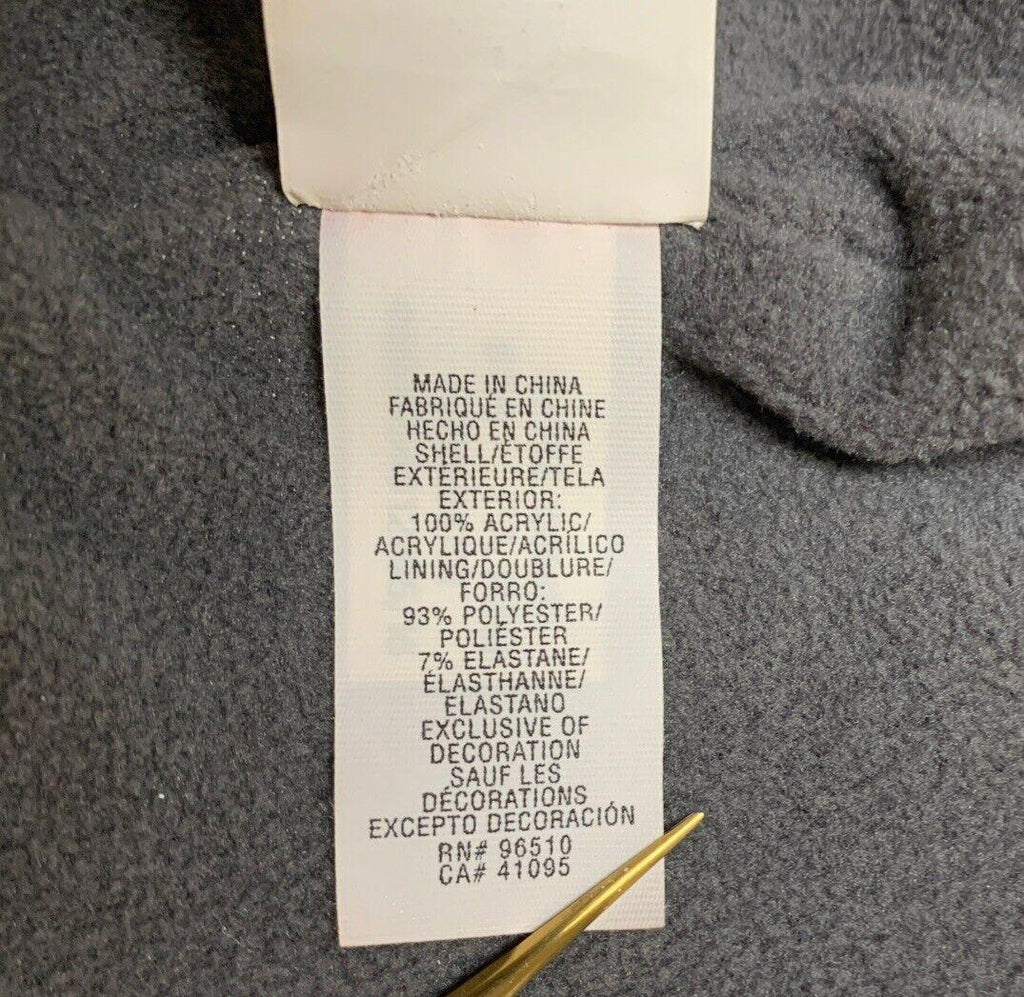 MADE IN CHINA
FABRIQUÉ EN CHINE
HECHO EN CHINA
SHELL/ÉTOFFE
EXTÉRIEURE/TELA
EXTERIOR:
100% ACRYLIC/
ACRYLIQUE/ACRÍLICO
LINING/DOUBLURE/
FORRO:
93% POLYESTER/
POLIÉSTER
7% ELASTANE/
ÉLASTHANNE/
ELASTANO
EXCLUSIVE OF
DECORATION
SAUF LES
DÉCORATIONS
EXCEPTO DECORACIÓN
RN# 96510
CA# 41095